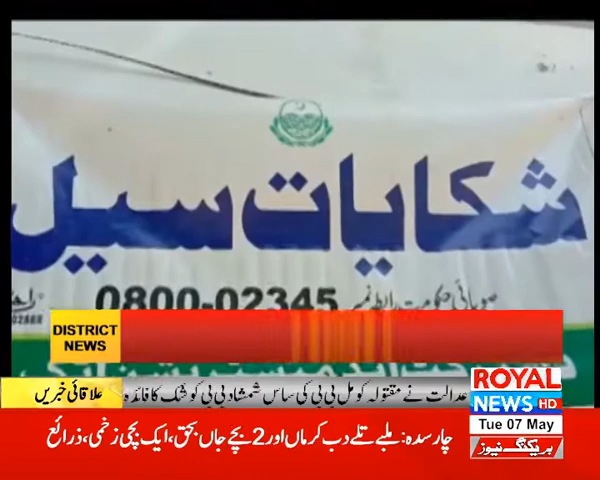 شکایات سیل
صوبائی حکومت رابطہ نمبر 0800-02345
DISTRICT
NEWS
علاقائی خبریں
عدالت نے مقتولہ کومل بی بی کی ساس شمشاد بی بی کو شک کا فائدہ
چارسدہ: ملبے تلے دب کر ماں اور 2 بچے جاں بحق، ایک بچی زخمی، ذرائع
ROYAL
NEWS HD
Tue 07 May
بریکنگ نیوز